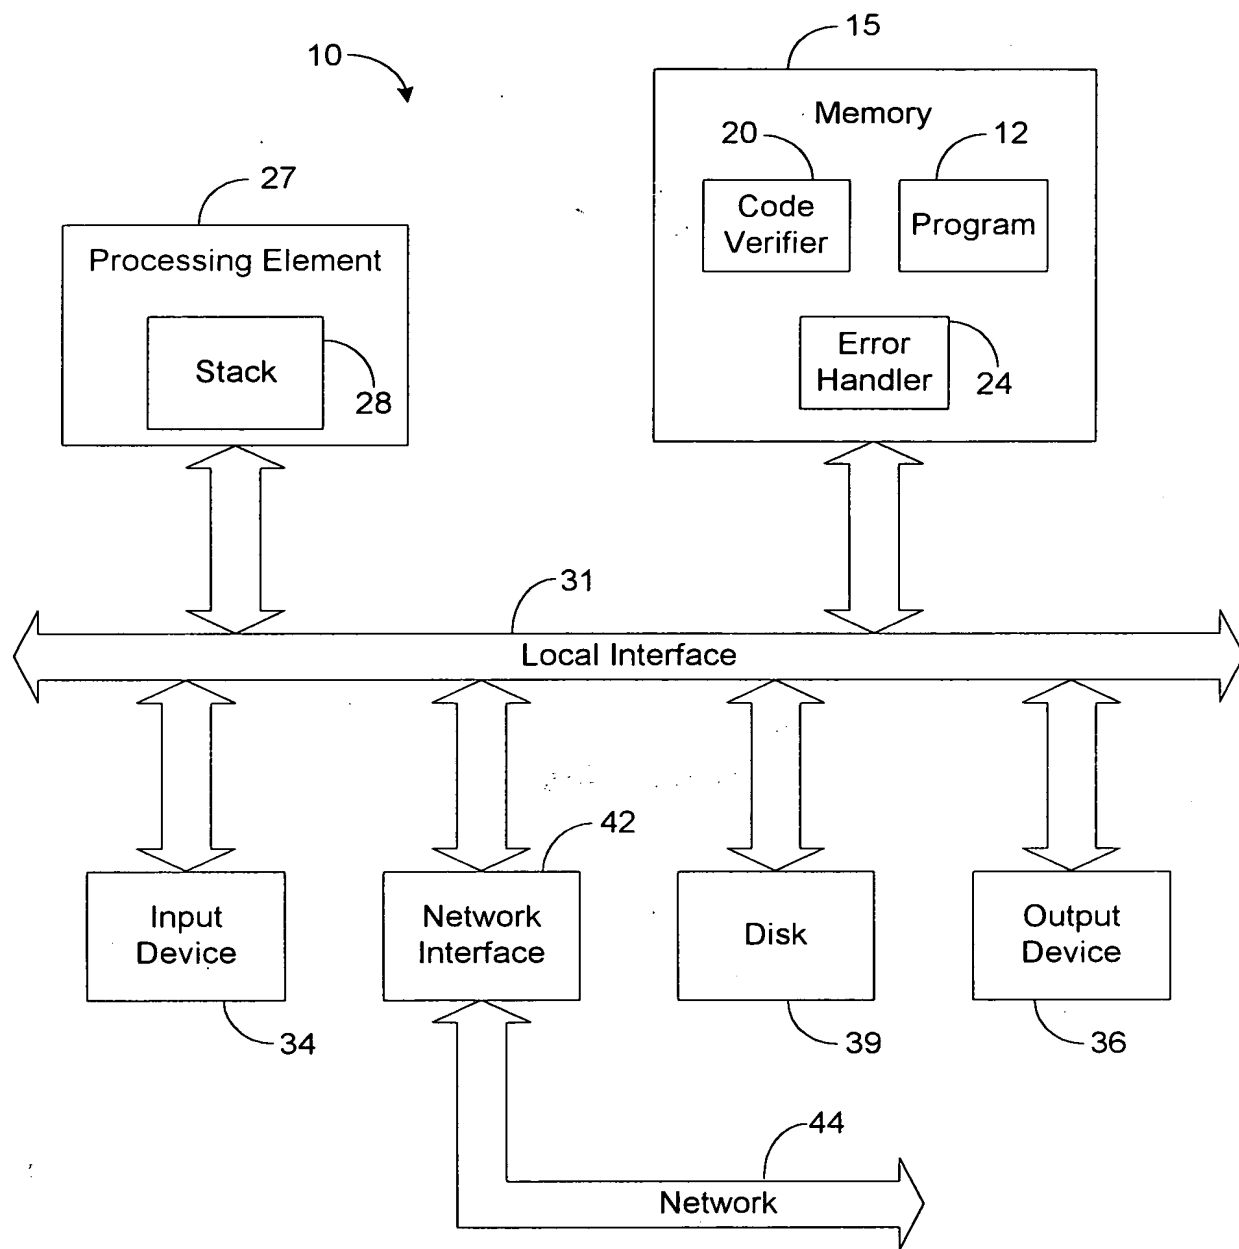 10
15
Memory
20
12
Code
Verifier
Program
Error
Handler
24
27
Processing Element
Stack
28
31
Local Interface
42
Input
Device
34
Network
Interface
Disk
39
Output
Device
36
44
Network